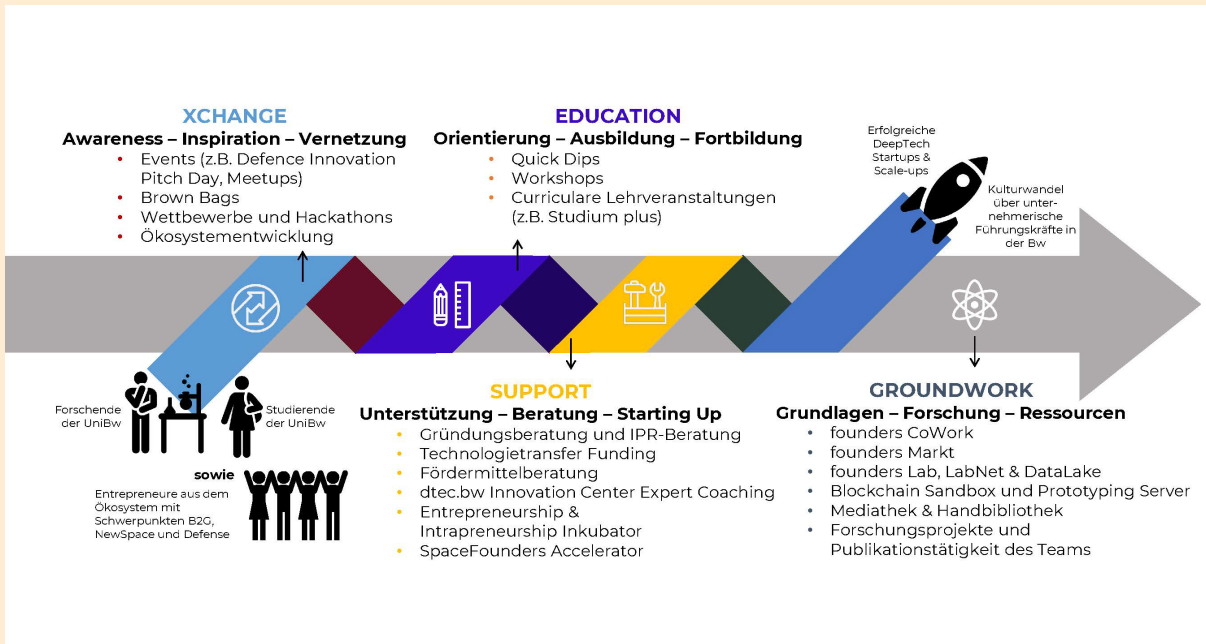 XCHANGE
Awareness – Inspiration – Vernetzung
• Events (z.B. Defence Innovation
Pitch Day, Meetups)
• Brown Bags
• Wettbewerbe und Hackathons
• Ökosystementwicklung
EDUCATION
Orientierung – Ausbildung – Fortbildung
• Quick Dips
• Workshops
• Curriculare Lehrveranstaltungen
(z.B. Studium plus)
Erfolgreiche
DeepTech
Startups &
Scale-ups
Kulturwandel
über unter-
nehmerische
Führungskräfte in
der Bw
Forschende
der UniBw
Studierende
der UniBw
sowie
Entrepreneure aus dem
Ökosystem mit
Schwerpunkten B2G,
NewSpace und Defense
SUPPORT
Unterstützung – Beratung – Starting Up
• Gründungsberatung und IPR-Beratung
• Technologietransfer Funding
• Fördermittelberatung
• dtec.bw Innovation Center Expert Coaching
• Entrepreneurship &
Intrapreneurship Inkubator
• SpaceFounders Accelerator
GROUNDWORK
Grundlagen – Forschung – Ressourcen
• founders CoWork
• founders Markt
• founders Lab, LabNet & DataLake
• Blockchain Sandbox und Prototyping Server
• Mediathek & Handbibliothek
• Forschungsprojekte und
Publikationstätigkeit des Teams